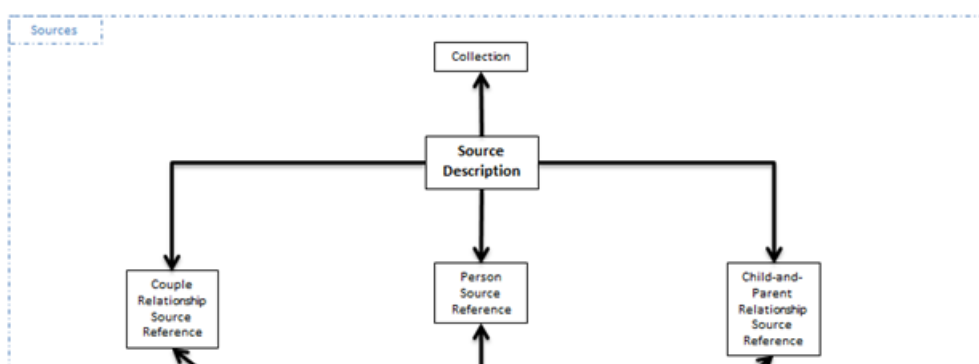 Sources
Collection
Source
Description
Couple
Relationship
Source
Reference
Person
Source
Reference
Child-and-
Parent
Relationship
Source
Reference